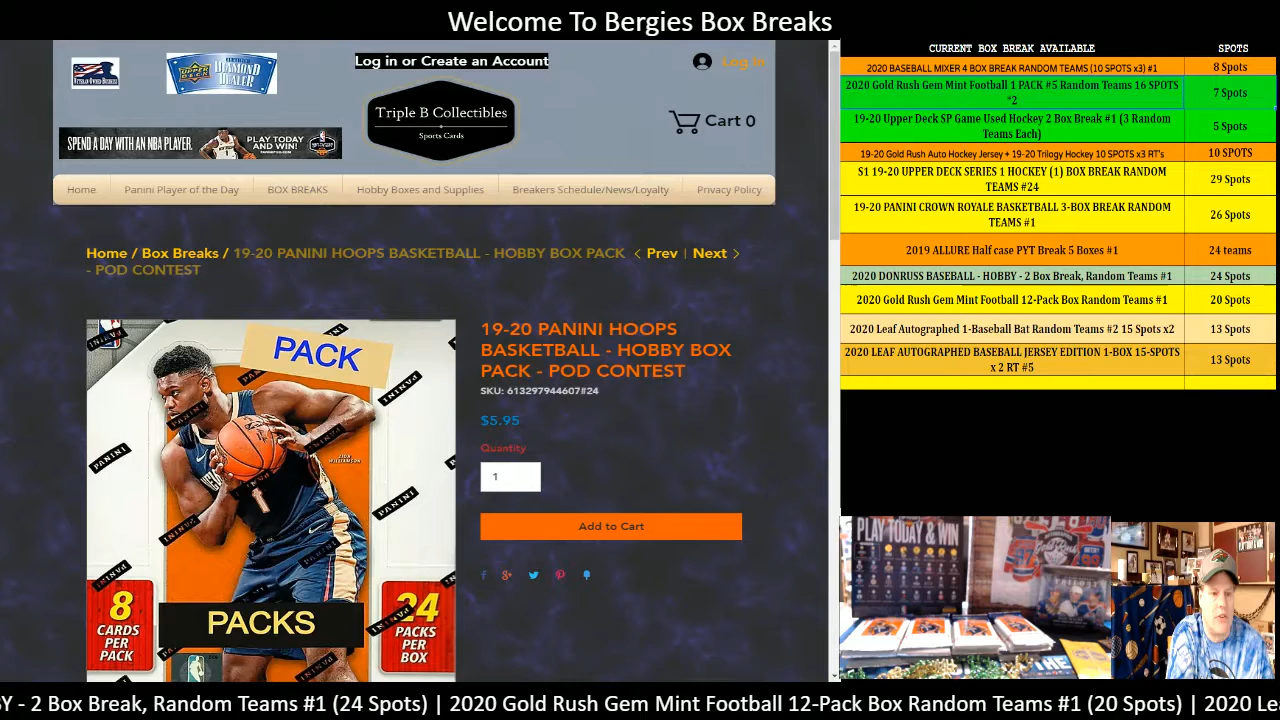 Welcome To Bergies Box Breaks
Log in or Create an Account
Log In
UPPER DECK
DIAMOND
DEALER
Triple B Collectibles
Sports Cards
Cart 0
SPEND A DAY WITH AN NBA PLAYER.
PLAY TODAY
AND WIN!
Home
Panini Player of the Day
BOX BREAKS
Hobby Boxes and Supplies
Breakers Schedule/News/Loyalty
Privacy Policy
Home / Box Breaks / 19-20 PANINI HOOPS BASKETBALL - HOBBY BOX PACK
- POD CONTEST
< Prev | Next >
PACK
PANINI
ZION
WILLIAMSON
8
CARDS
PER
PACK
PACKS
24
PACKS
PER
BOX
19-20 PANINI HOOPS
BASKETBALL - HOBBY BOX
PACK - POD CONTEST
SKU: 613297944607#24
$5.95
Quantity
1
Add to Cart
CURRENT BOX BREAK AVAILABLE SPOTS
2020 BASEBALL MIXER 4 BOX BREAK RANDOM TEAMS (10 SPOTS x3) #1 8 Spots
2020 Gold Rush Gem Mint Football 1 PACK #5 Random Teams 16 SPOTS
*2 7 Spots
19-20 Upper Deck SP Game Used Hockey 2 Box Break #1 (3 Random
Teams Each) 5 Spots
19-20 Gold Rush Auto Hockey Jersey + 19-20 Trilogy Hockey 10 SPOTS x3 RT's 10 SPOTS
S1 19-20 UPPER DECK SERIES 1 HOCKEY (1) BOX BREAK RANDOM
TEAMS #24 29 Spots
19-20 PANINI CROWN ROYALE BASKETBALL 3-BOX BREAK RANDOM
TEAMS #1 26 Spots
2019 ALLURE Half case PYT Break 5 Boxes #1 24 teams
2020 DONRUSS BASEBALL - HOBBY - 2 Box Break, Random Teams #1 24 Spots
2020 Gold Rush Gem Mint Football 12-Pack Box Random Teams #1 20 Spots
2020 Leaf Autographed 1-Baseball Bat Random Teams #2 15 Spots x2 13 Spots
2020 LEAF AUTOGRAPHED BASEBALL JERSEY EDITION 1-BOX 15-SPOTS
x 2 RT #5 13 Spots
PLAY TODAY & WIN
Gold Rush
BY - 2 Box Break, Random Teams #1 (24 Spots) | 2020 Gold Rush Gem Mint Football 12-Pack Box Random Teams #1 (20 Spots) | 2020 Le